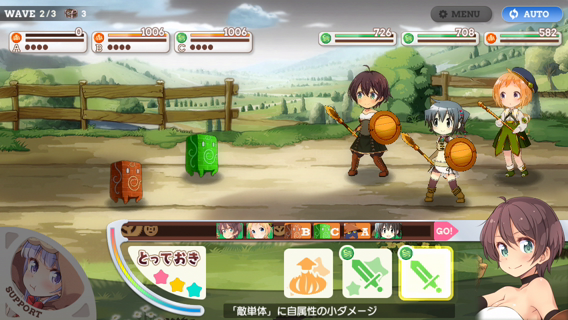 WAVE 2/3 3
MENU
AUTO
0
1006
1006
726
708
582
A
B
C
B
C
A
GO!
とっておき
SUPPORT
「敵単体」に自属性の小ダメージ